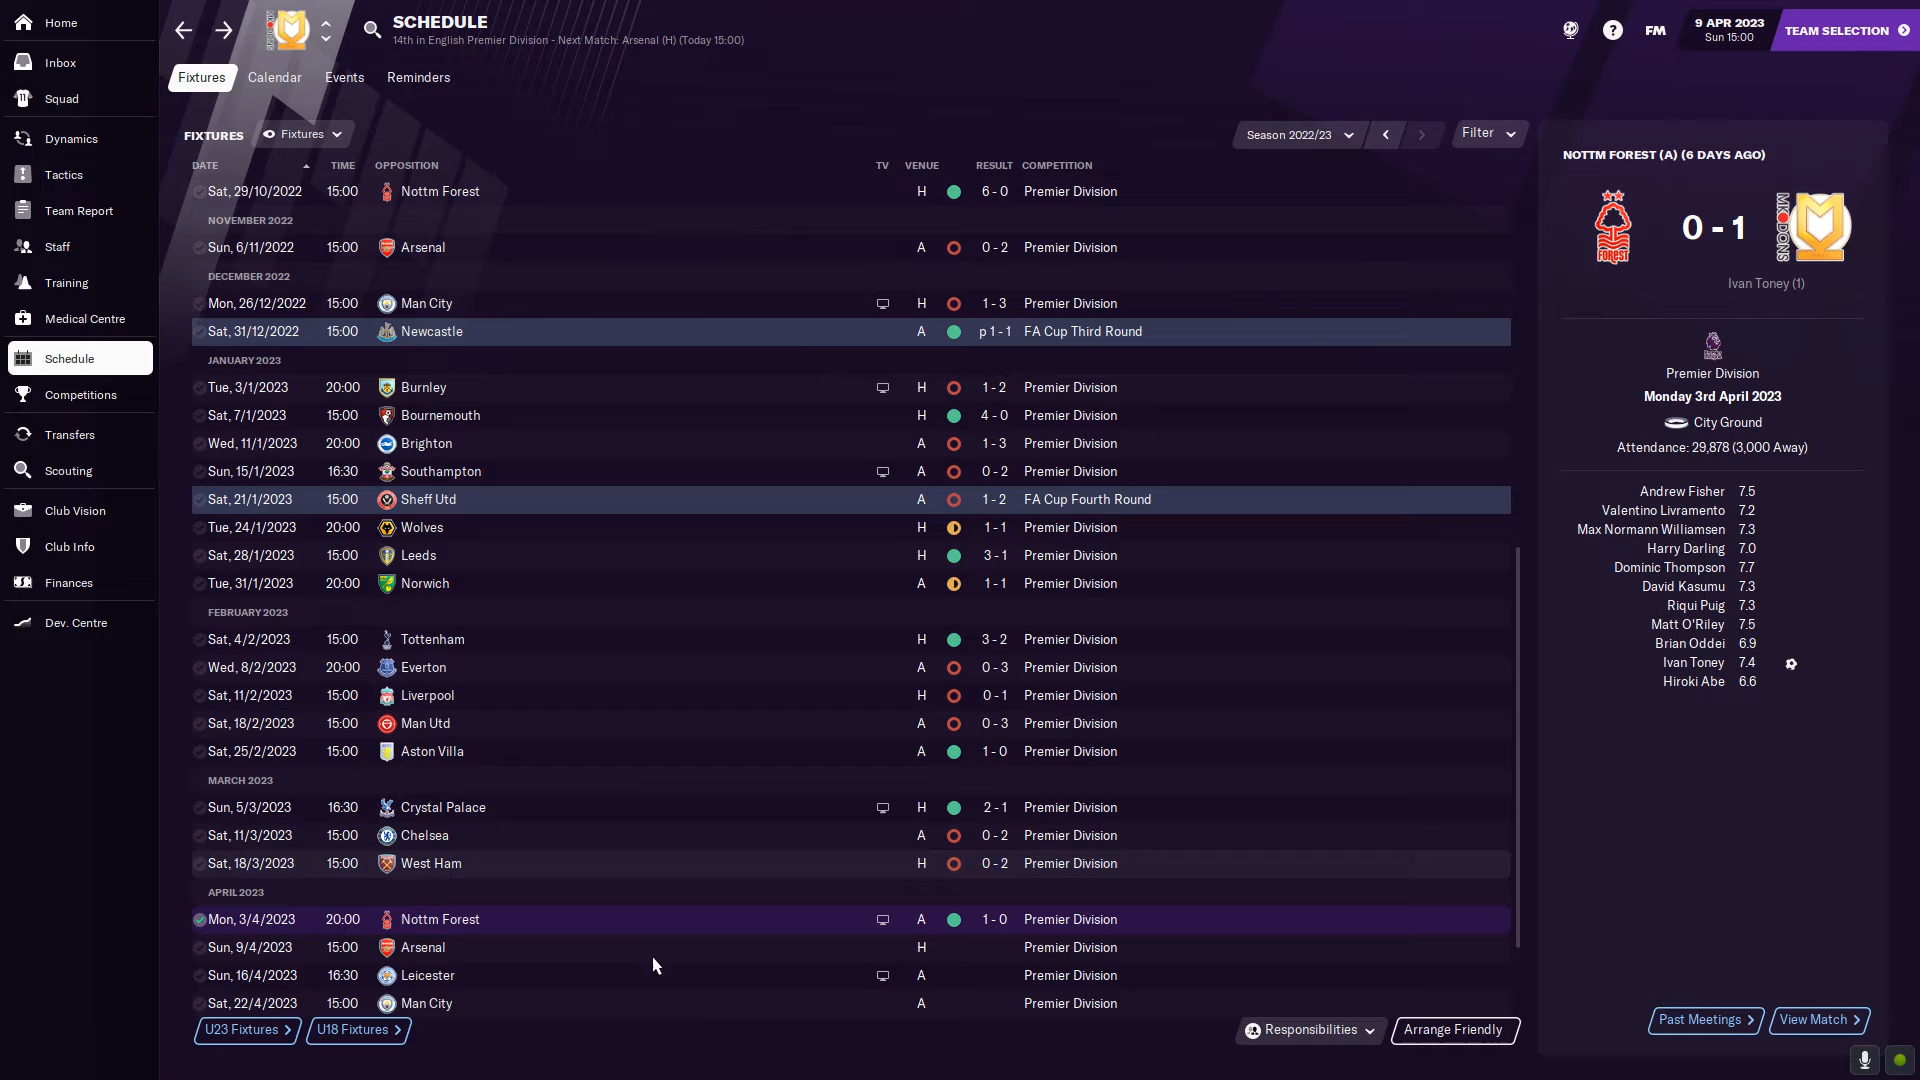 Home
Inbox
Squad
Dynamics
Tactics
Team Report
Staff
Training
Medical Centre
Schedule
Competitions
Transfers
Scouting
Club Vision
Club Info
Finances
Dev. Centre
SCHEDULE
14th in English Premier Division - Next Match: Arsenal (H) (Today 15:00)
FM
9 APR 2023
Sun 15:00
TEAM SELECTION
Fixtures Calendar Events Reminders
FIXTURES Fixtures Season 2022/23 Filter
DATE TIME OPPOSITION TV VENUE RESULT COMPETITION
Sat, 29/10/2022 15:00 Nottm Forest H 6 - 0 Premier Division
NOVEMBER 2022
Sun, 6/11/2022 15:00 Arsenal A 0 - 2 Premier Division
DECEMBER 2022
Mon, 26/12/2022 15:00 Man City H 1 - 3 Premier Division
Sat, 31/12/2022 15:00 Newcastle A p 1 - 1 FA Cup Third Round
JANUARY 2023
Tue, 3/1/2023 20:00 Burnley H 1 - 2 Premier Division
Sat, 7/1/2023 15:00 Bournemouth H 4 - 0 Premier Division
Wed, 11/1/2023 20:00 Brighton A 1 - 3 Premier Division
Sun, 15/1/2023 16:30 Southampton A 0 - 2 Premier Division
Sat, 21/1/2023 15:00 Sheff Utd A 1 - 2 FA Cup Fourth Round
Tue, 24/1/2023 20:00 Wolves H 1 - 1 Premier Division
Sat, 28/1/2023 15:00 Leeds H 3 - 1 Premier Division
Tue, 31/1/2023 20:00 Norwich A 1 - 1 Premier Division
FEBRUARY 2023
Sat, 4/2/2023 15:00 Tottenham H 3 - 2 Premier Division
Wed, 8/2/2023 20:00 Everton A 0 - 3 Premier Division
Sat, 11/2/2023 15:00 Liverpool H 0 - 1 Premier Division
Sat, 18/2/2023 15:00 Man Utd A 0 - 3 Premier Division
Sat, 25/2/2023 15:00 Aston Villa A 1 - 0 Premier Division
MARCH 2023
Sun, 5/3/2023 16:30 Crystal Palace H 2 - 1 Premier Division
Sat, 11/3/2023 15:00 Chelsea A 0 - 2 Premier Division
Sat, 18/3/2023 15:00 West Ham H 0 - 2 Premier Division
APRIL 2023
Mon, 3/4/2023 20:00 Nottm Forest A 1 - 0 Premier Division
Sun, 9/4/2023 15:00 Arsenal H Premier Division
Sun, 16/4/2023 16:30 Leicester A Premier Division
Sat, 22/4/2023 15:00 Man City A Premier Division
U23 Fixtures U18 Fixtures Responsibilities Arrange Friendly
NOTTM FOREST (A) (6 DAYS AGO)
FOREST 0 - 1 MK DONS
Ivan Toney (1)
Premier Division
Monday 3rd April 2023
City Ground
Attendance: 29,878 (3,000 Away)
Andrew Fisher 7.5
Valentino Livramento 7.2
Max Normann Williamsen 7.3
Harry Darling 7.0
Dominic Thompson 7.7
David Kasumu 7.3
Riqui Puig 7.3
Matt O'Riley 7.5
Brian Oddei 6.9
Ivan Toney 7.4
Hiroki Abe 6.6
Past Meetings View Match